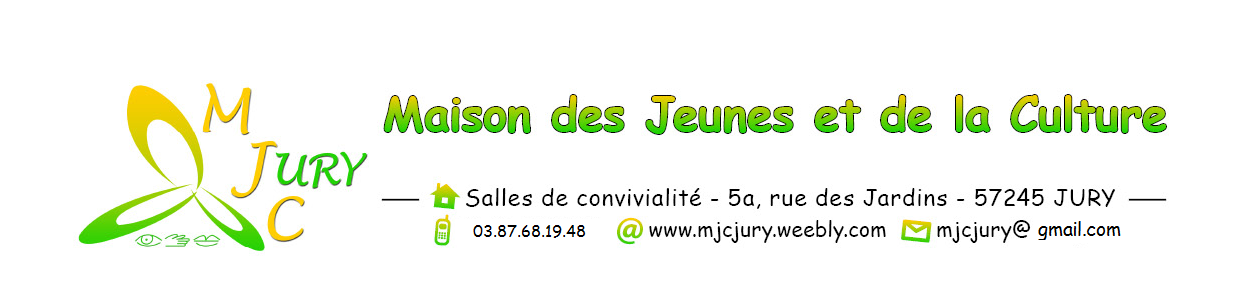 M
JURY
C
Maison des Jeunes et de la Culture
Salles de convivialité - 5a, rue des Jardins - 57245 JURY
03.87.68.19.48 www.mjcjury.weebly.com mjcjury@ gmail.com